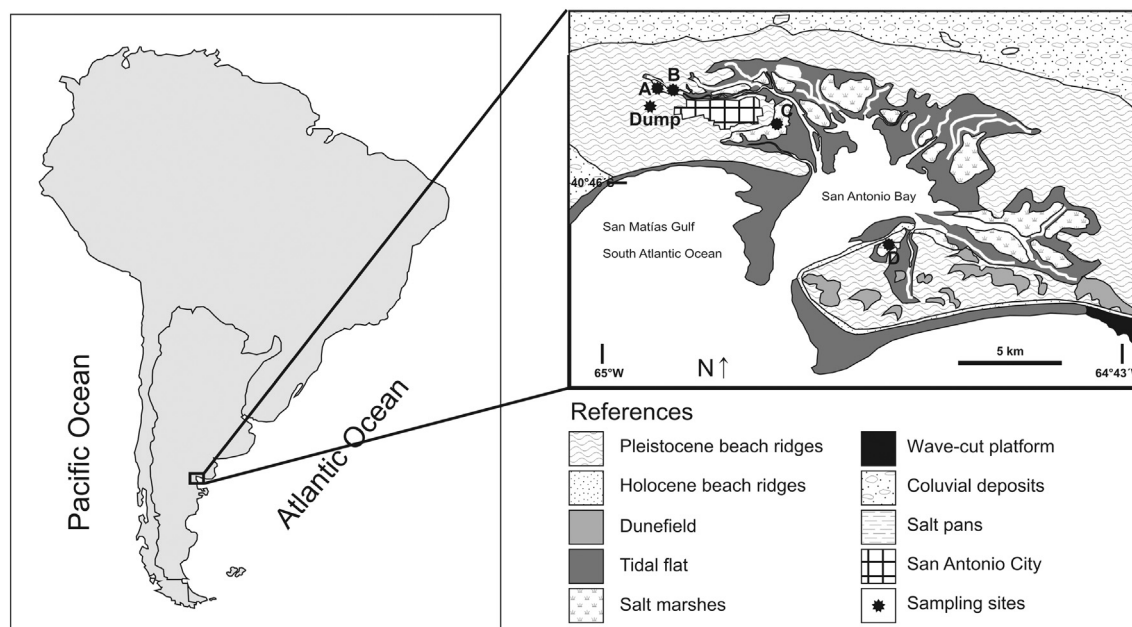 Pacific Ocean
Atlantic Ocean
A
B
Dump
C
40°46´S
San Antonio Bay
San Matías Gulf
South Atlantic Ocean
D
65°W
N↑
5 km
64°43´
References
Pleistocene beach ridges
Holocene beach ridges
Dunefield
Tidal flat
Salt marshes
Wave-cut platform
Coluvial deposits
Salt pans
San Antonio City
Sampling sites